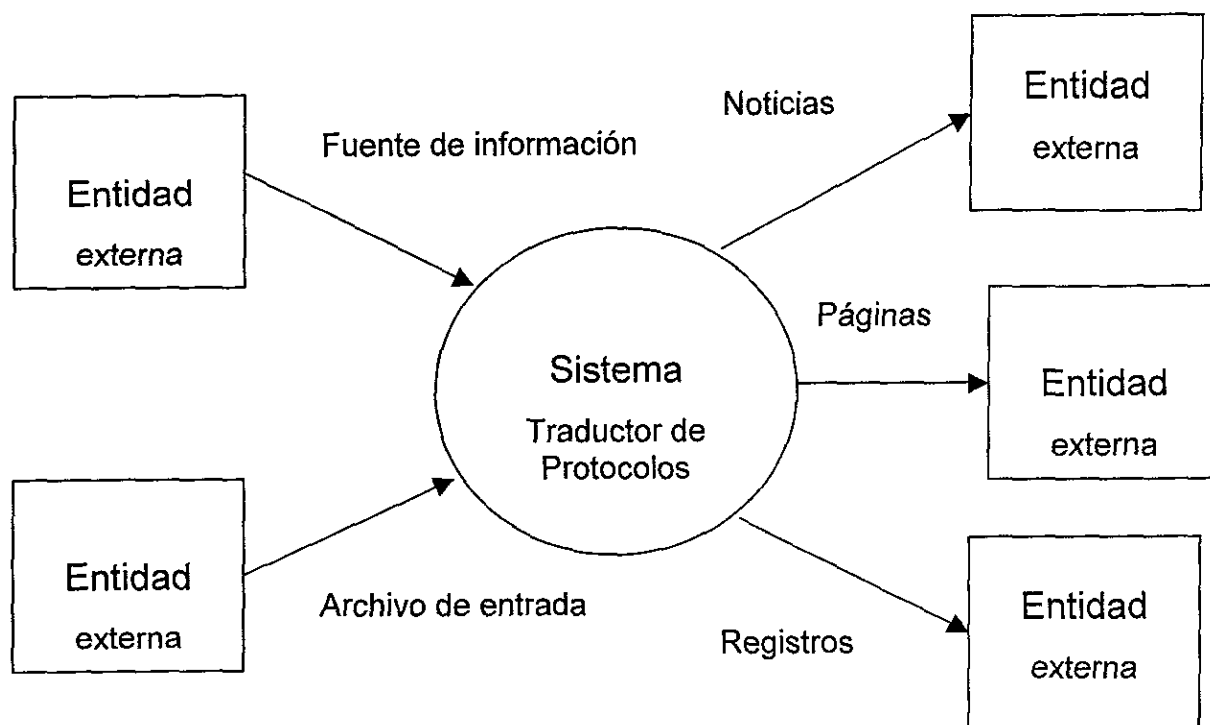 Entidad
externa
Fuente de información
Noticias
Entidad
externa
Sistema
Traductor de
Protocolos
Páginas
Entidad
externa
Entidad
externa
Archivo de entrada
Registros
Entidad
externa